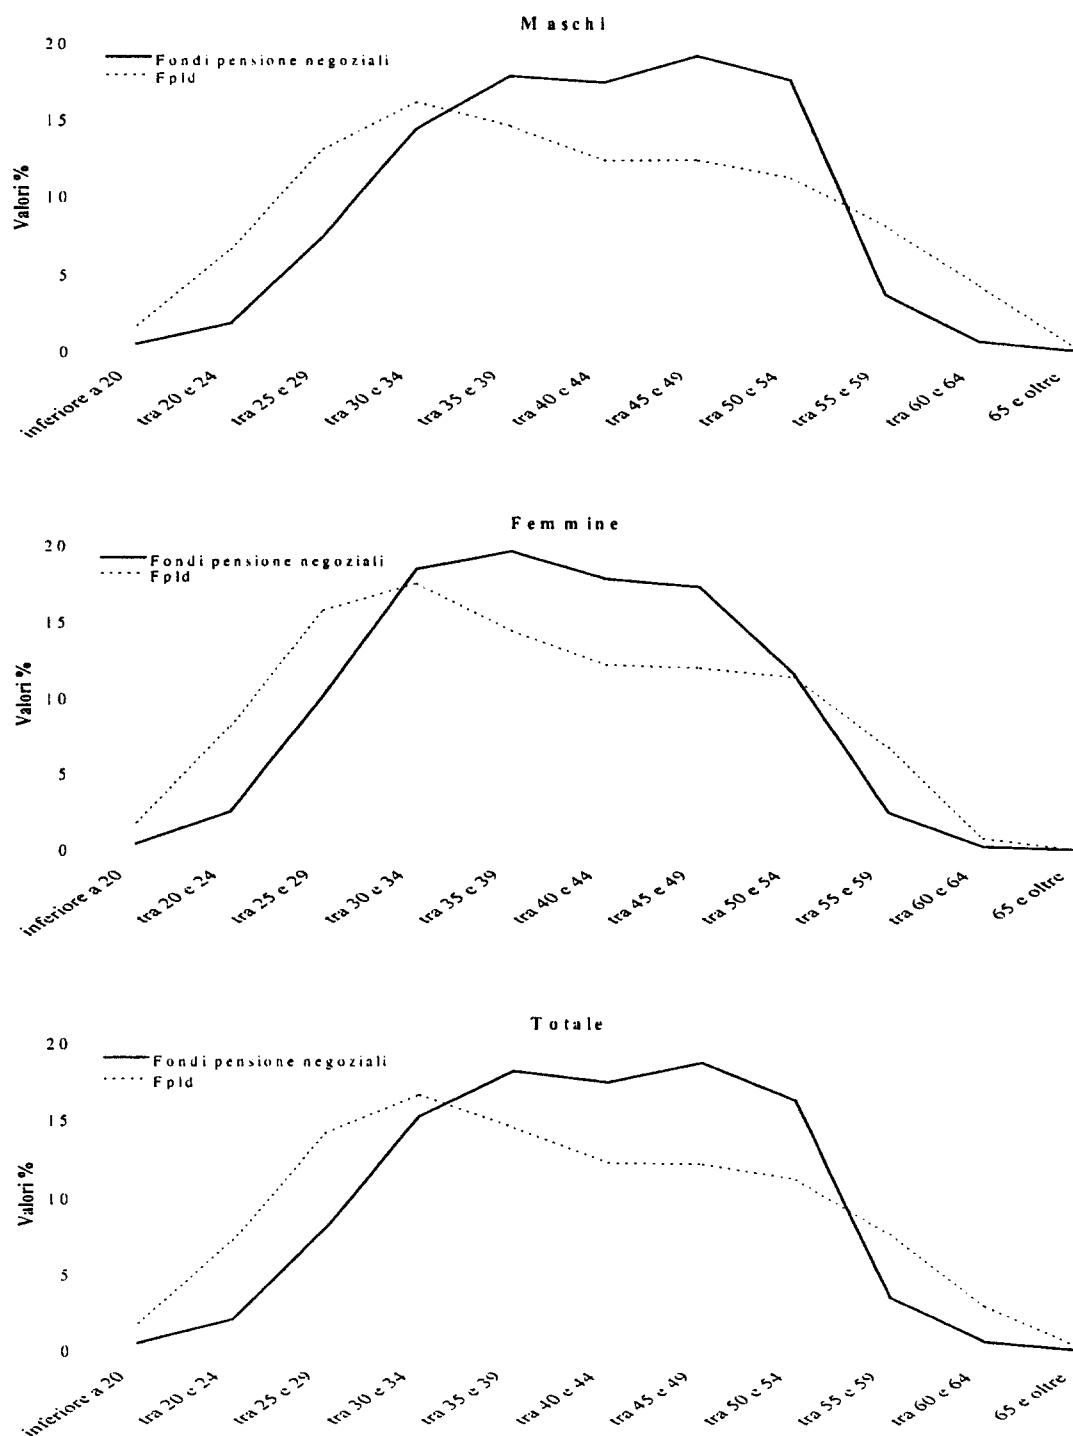 Maschi
20
Fondi pensione negoziali
Fpld
15
10
5
0
Valori %
inferiore a 20
tra 20 e 24
tra 25 e 29
tra 30 e 34
tra 35 e 39
tra 40 e 44
tra 45 e 49
tra 50 e 54
tra 55 e 59
tra 60 e 64
65 e oltre
Femmine
20
Fondi pensione negoziali
Fpld
15
10
5
0
Valori %
inferiore a 20
tra 20 e 24
tra 25 e 29
tra 30 e 34
tra 35 e 39
tra 40 e 44
tra 45 e 49
tra 50 e 54
tra 55 e 59
tra 60 e 64
65 e oltre
Totale
20
Fondi pensione negoziali
Fpld
15
10
5
0
Valori %
inferiore a 20
tra 20 e 24
tra 25 e 29
tra 30 e 34
tra 35 e 39
tra 40 e 44
tra 45 e 49
tra 50 e 54
tra 55 e 59
tra 60 e 64
65 e oltre